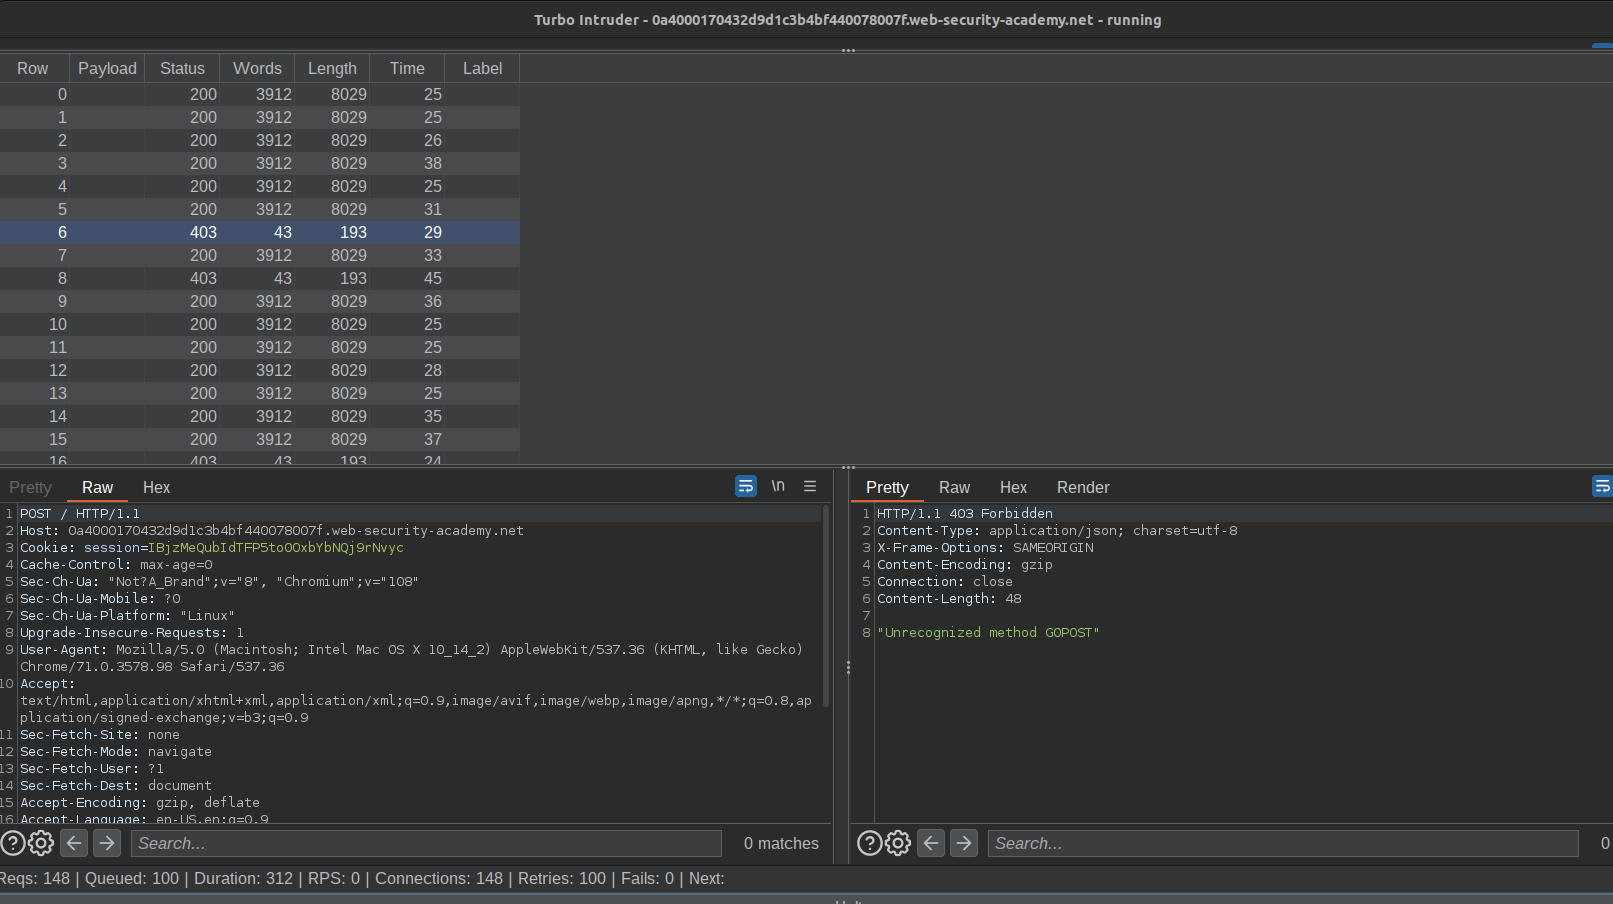 Turbo Intruder - 0a4000170432d9d1c3b4bf440078007f.web-security-academy.net - running
Row Payload Status Words Length Time Label
0 200 3912 8029 25
1 200 3912 8029 25
2 200 3912 8029 26
3 200 3912 8029 38
4 200 3912 8029 25
5 200 3912 8029 31
6 403 43 193 29
7 200 3912 8029 33
8 403 43 193 45
9 200 3912 8029 36
10 200 3912 8029 25
11 200 3912 8029 25
12 200 3912 8029 28
13 200 3912 8029 25
14 200 3912 8029 35
15 200 3912 8029 37
16 403 43 193 24
Pretty Raw Hex \n
1 POST / HTTP/1.1
2 Host: 0a4000170432d9d1c3b4bf440078007f.web-security-academy.net
3 Cookie: session=IBjzMeQubIdTFP5to0OxbYbNQj9rNvyc
4 Cache-Control: max-age=0
5 Sec-Ch-Ua: "Not?A_Brand";v="8", "Chromium";v="108"
6 Sec-Ch-Ua-Mobile: ?0
7 Sec-Ch-Ua-Platform: "Linux"
8 Upgrade-Insecure-Requests: 1
9 User-Agent: Mozilla/5.0 (Macintosh; Intel Mac OS X 10_14_2) AppleWebKit/537.36 (KHTML, like Gecko)
Chrome/71.0.3578.98 Safari/537.36
10 Accept:
text/html,application/xhtml+xml,application/xml;q=0.9,image/avif,image/webp,image/apng,*/*;q=0.8,ap
plication/signed-exchange;v=b3;q=0.9
11 Sec-Fetch-Site: none
12 Sec-Fetch-Mode: navigate
13 Sec-Fetch-User: ?1
14 Sec-Fetch-Dest: document
15 Accept-Encoding: gzip, deflate
16 Accept-Language: en-US,en;q=0.9
Search...
0 matches
Pretty Raw Hex Render
1 HTTP/1.1 403 Forbidden
2 Content-Type: application/json; charset=utf-8
3 X-Frame-Options: SAMEORIGIN
4 Content-Encoding: gzip
5 Connection: close
6 Content-Length: 48
7
8 "Unrecognized method G0POST"
Search...
0
Reqs: 148 | Queued: 100 | Duration: 312 | RPS: 0 | Connections: 148 | Retries: 100 | Fails: 0 | Next: